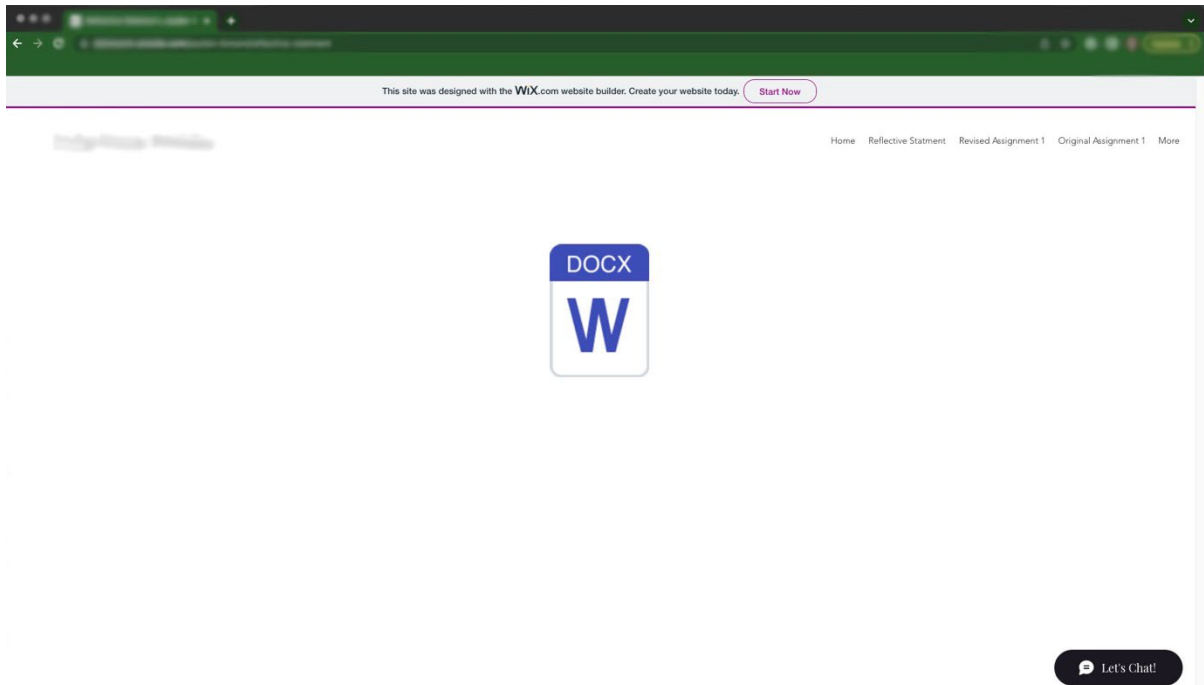 This site was designed with the WiX.com website builder. Create your website today. Start Now
Home Reflective Statment Revised Assignment 1 Original Assignment 1 More
DOCX
W
Let's Chat!